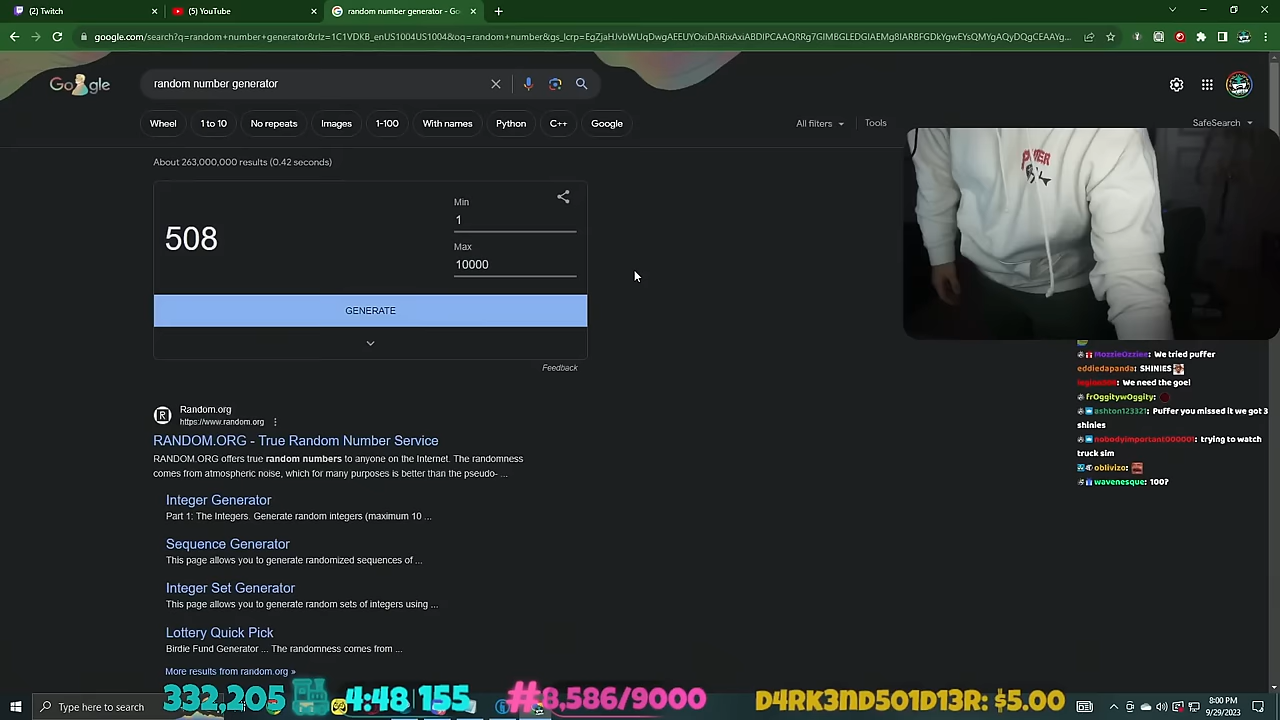 (2) Twitch
(5) YouTube
random number generator - Go
google.com/search?q=random+number+generator&rlz=1C1VDKB_enUS1004US1004&oq=random+number&gs_lcrp=
Google
random number generator
Wheel
1 to 10
No repeats
Images
1-100
With names
Python
C++
Google
All filters
Tools
SafeSearch
About 263,000,000 results (0.42 seconds)
508
Min
1
Max
10000
GENERATE
Feedback
R
Random.org
https://www.random.org
RANDOM.ORG - True Random Number Service
RANDOM.ORG offers true random numbers to anyone on the Internet. The randomness
comes from atmospheric noise, which for many purposes is better than the pseudo- ...
Integer Generator
Part 1: The Integers. Generate random integers (maximum 10 ...
Sequence Generator
This page allows you to generate randomized sequences of ...
Integer Set Generator
This page allows you to generate random sets of integers using ...
Lottery Quick Pick
Birdie Fund Generator ... The randomness comes from ...
More results from random.org »
MozzieOzziee: We tried puffer
eddiedapanda: SHINIES
We need the goel
fr0ggityw0ggity:
ashton123321: Puffer you missed it we got 3
shinies
nobodyimportant000001: trying to watch
truck sim
oblivizo:
wavenesque: 100?
332,205
4:48 155
#8,586/9000
D4RK3ND501D13R: $5.00
Type here to search
8:00 PM
9/29/2023